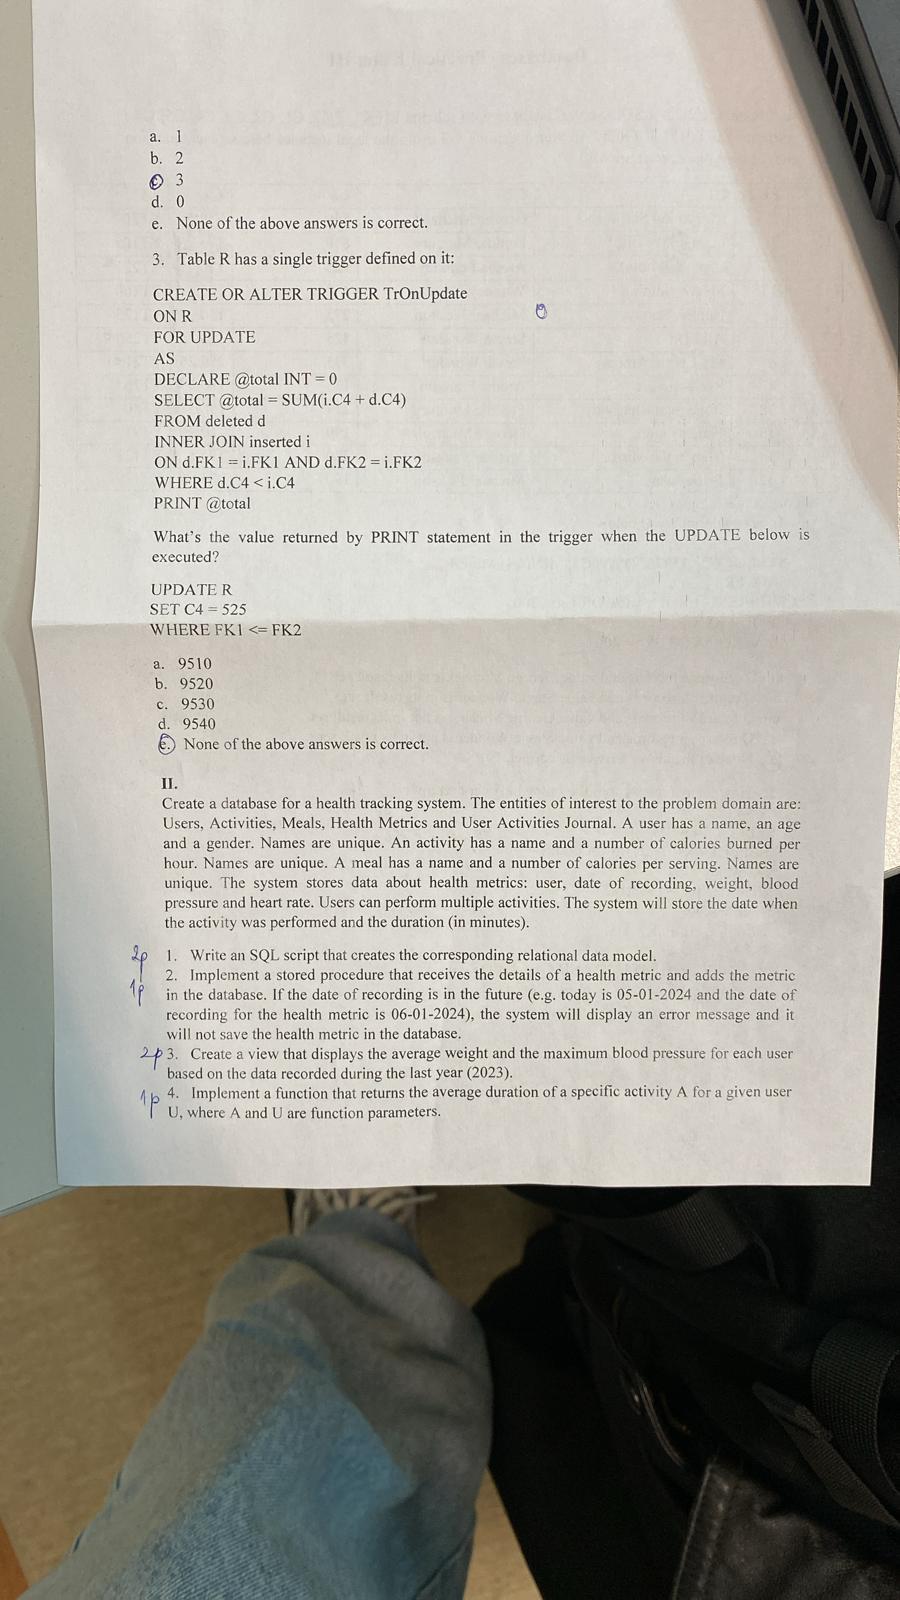 a. 1
b. 2
c. 3
d. 0
e. None of the above answers is correct.
3. Table R has a single trigger defined on it:
CREATE OR ALTER TRIGGER TrOnUpdate
ON R
FOR UPDATE
AS
DECLARE @total INT = 0
SELECT @total = SUM(i.C4 + d.C4)
FROM deleted d
INNER JOIN inserted i
ON d.FK1 = i.FK1 AND d.FK2 = i.FK2
WHERE d.C4 < i.C4
PRINT @total
What's the value returned by PRINT statement in the trigger when the UPDATE below is
executed?
UPDATE R
SET C4 = 525
WHERE FK1 <= FK2
a. 9510
b. 9520
c. 9530
d. 9540
e. None of the above answers is correct.
II.
Create a database for a health tracking system. The entities of interest to the problem domain are:
Users, Activities, Meals, Health Metrics and User Activities Journal. A user has a name, an age
and a gender. Names are unique. An activity has a name and a number of calories burned per
hour. Names are unique. A meal has a name and a number of calories per serving. Names are
unique. The system stores data about health metrics: user, date of recording, weight, blood
pressure and heart rate. Users can perform multiple activities. The system will store the date when
the activity was performed and the duration (in minutes).
2p 1. Write an SQL script that creates the corresponding relational data model.
2. Implement a stored procedure that receives the details of a health metric and adds the metric
1p in the database. If the date of recording is in the future (e.g. today is 05-01-2024 and the date of
recording for the health metric is 06-01-2024), the system will display an error message and it
will not save the health metric in the database.
2p 3. Create a view that displays the average weight and the maximum blood pressure for each user
based on the data recorded during the last year (2023).
1p 4. Implement a function that returns the average duration of a specific activity A for a given user
U, where A and U are function parameters.